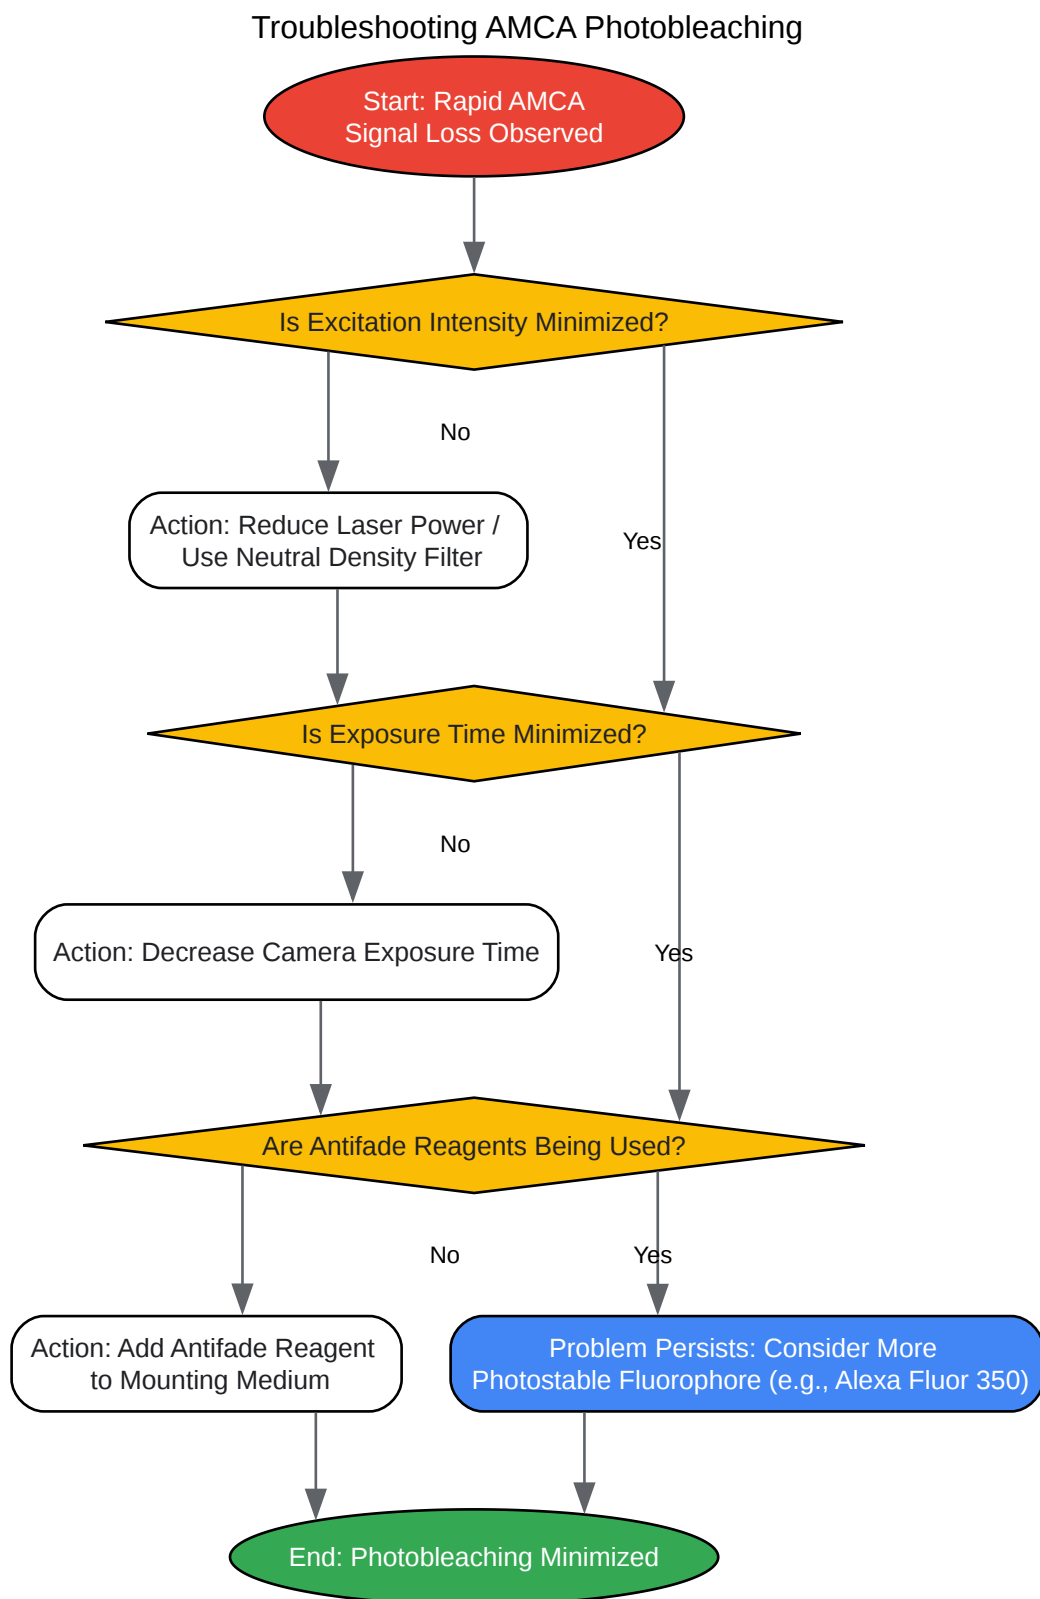 Troubleshooting AMCA Photobleaching
Start: Rapid AMCA
Signal Loss Observed
Is Excitation Intensity Minimized?
No
Action: Reduce Laser Power /
Use Neutral Density Filter
Yes
Is Exposure Time Minimized?
No
Action: Decrease Camera Exposure Time
Yes
Are Antifade Reagents Being Used?
No
Yes
Action: Add Antifade Reagent
to Mounting Medium
Problem Persists: Consider More
Photostable Fluorophore (e.g., Alexa Fluor 350)
End: Photobleaching Minimized